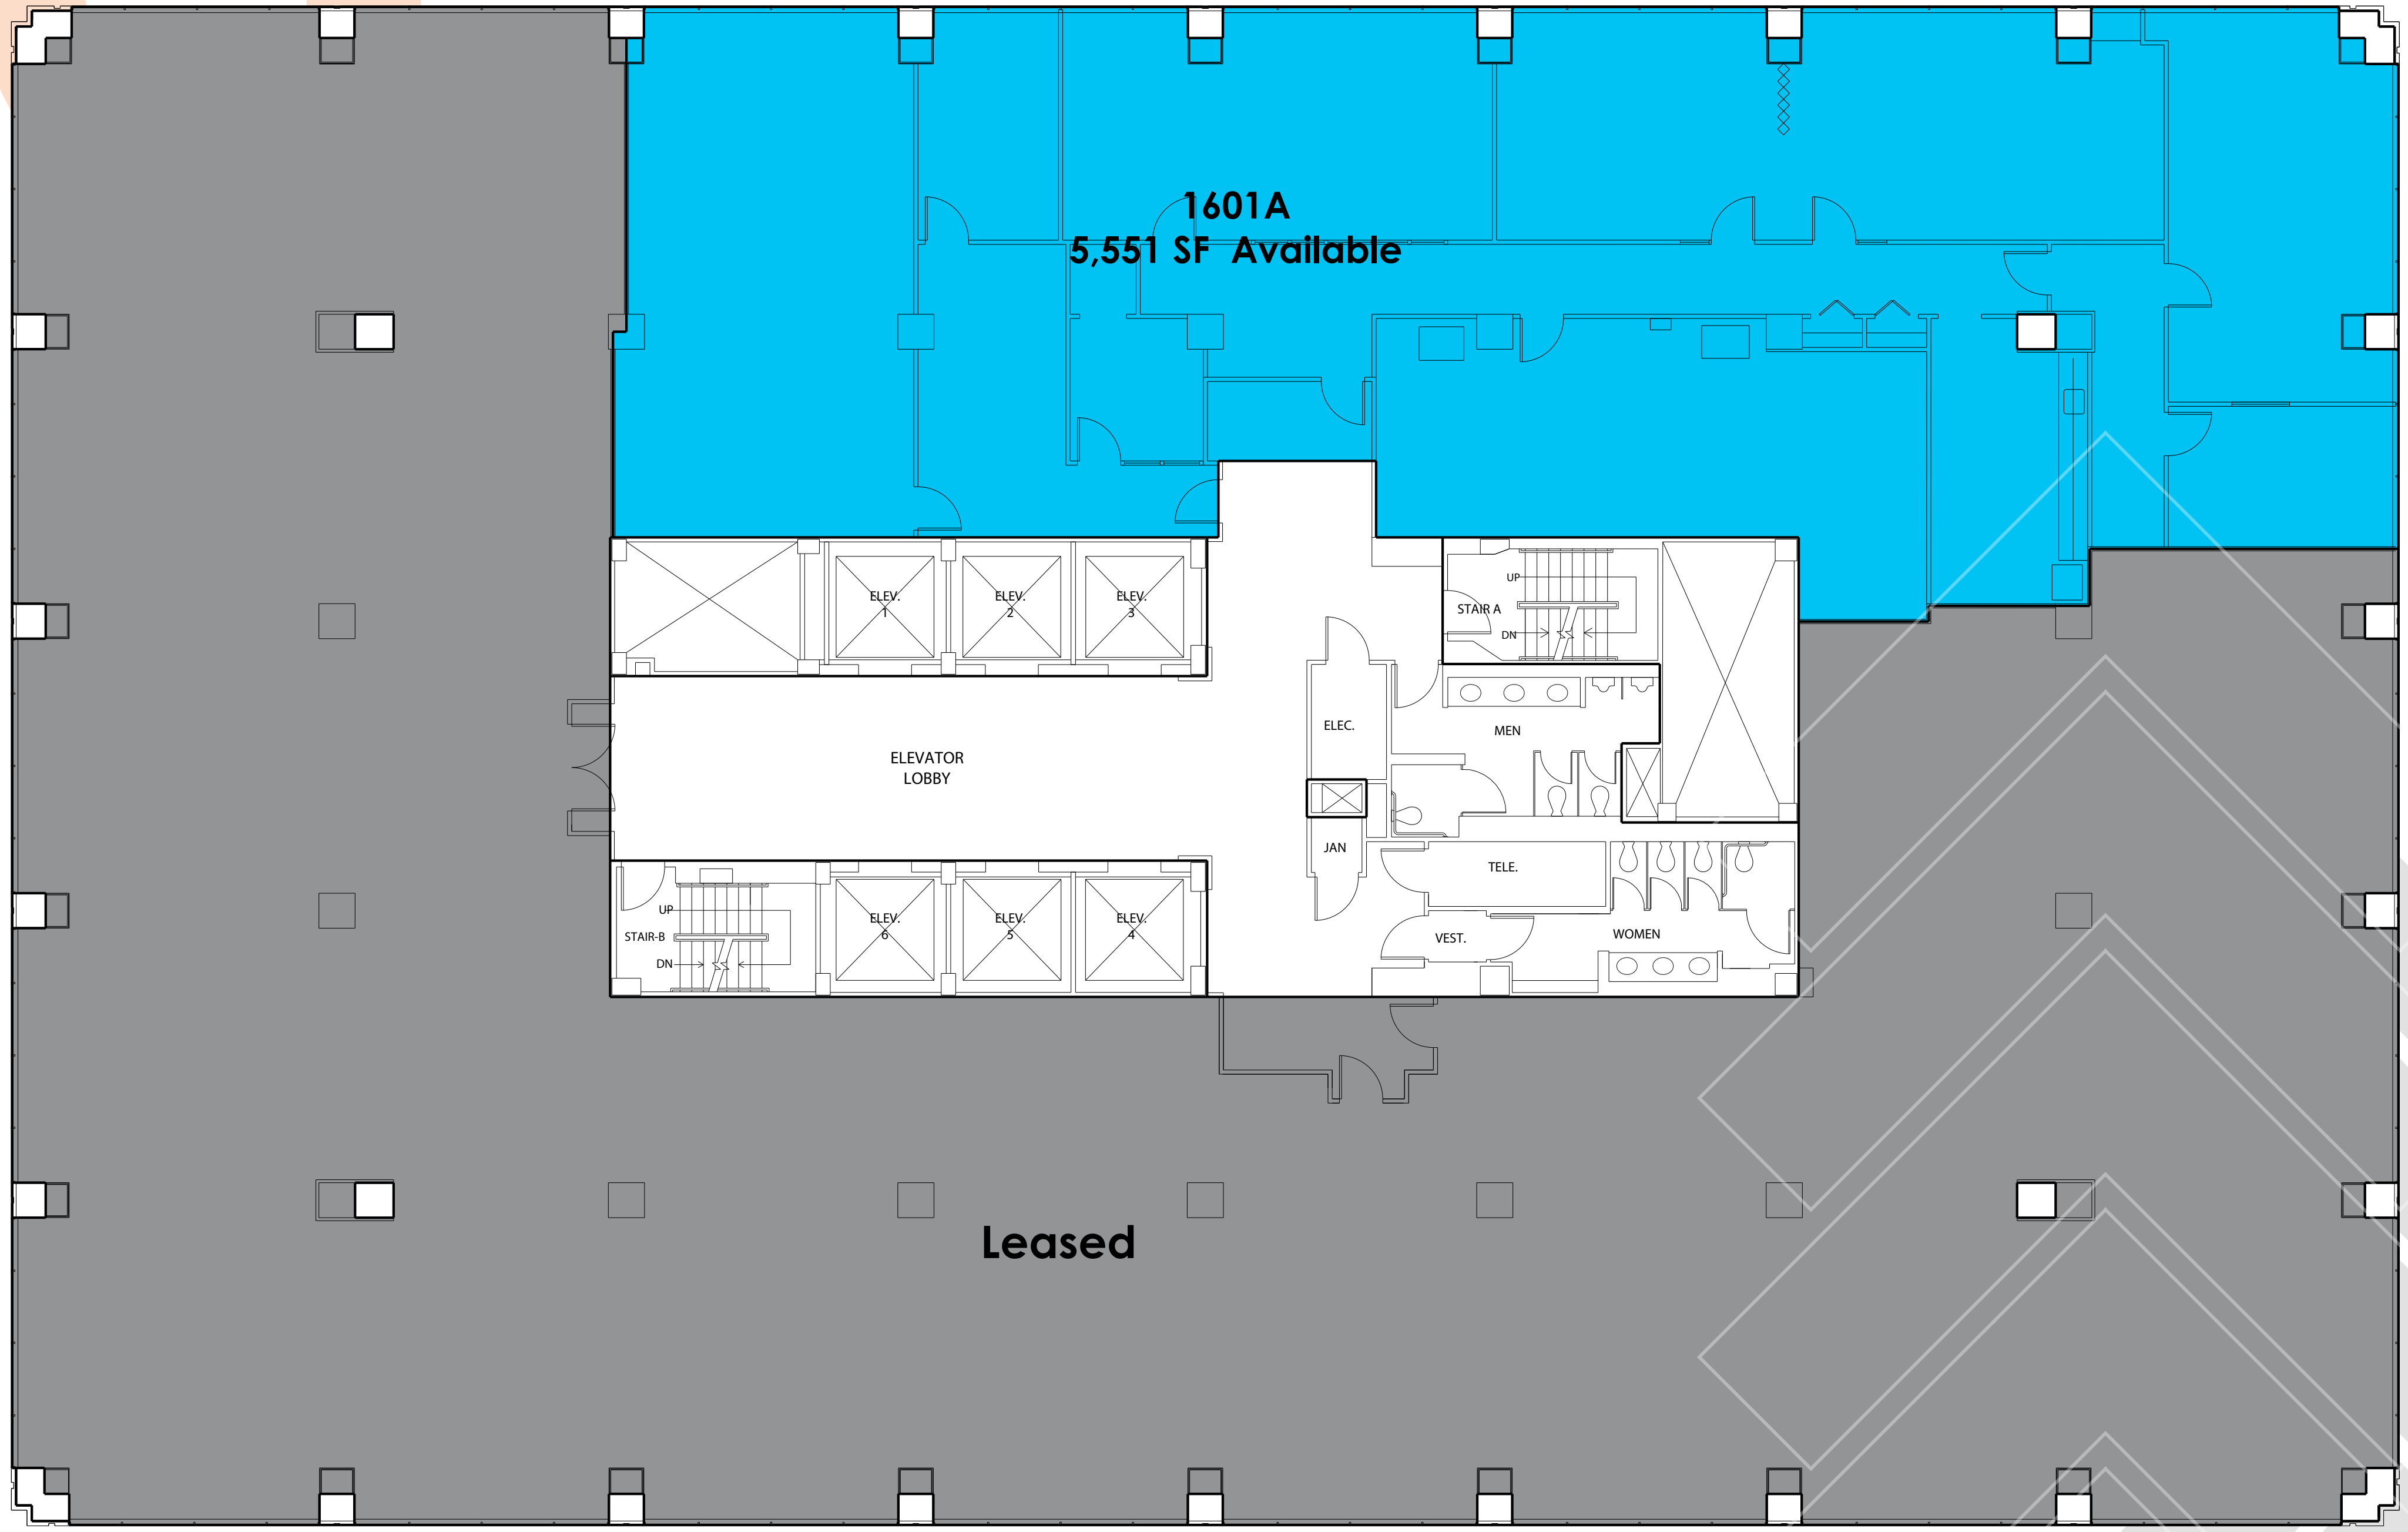 1601A
5,551 SF Available
ELEV.
1
ELEV.
2
ELEV.
3
UP
STAIR A
DN
ELEC.
MEN
ELEVATOR
LOBBY
JAN
TELE.
UP
STAIR-B
DN
ELEV.
6
ELEV.
5
ELEV.
4
VEST.
WOMEN
Leased